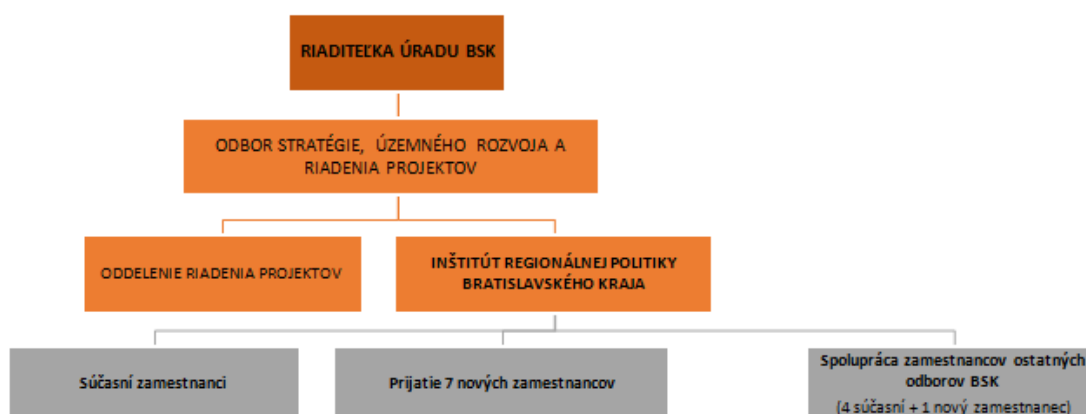 RIADITEĽKA ÚRADU BSK
ODBOR STRATÉGIE, ÚZEMNÉHO ROZVOJA A
RIADENIA PROJEKTOV
ODDELENIE RIADENIA PROJEKTOV
INŠTITÚT REGIONÁLNEJ POLITIKY
BRATISLAVSKÉHO KRAJA
Súčasní zamestnanci
Prijatie 7 nových zamestnancov
Spolupráca zamestnancov ostatných
odborov BSK
(4 súčasní + 1 nový zamestnanec)